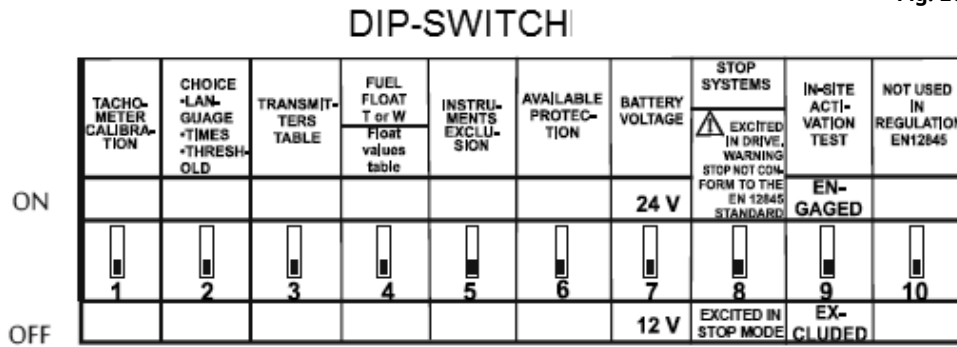 Fig. 2
DIP-SWITCH
TACHO-
METER
CALIBRA-
TION
CHOICE
•LAN-
GUAGE
•TIMES
•THRESH-
OLD
TRANSMIT-
TERS
TABLE
FUEL
FLOAT
T or W
Float
values
table
INSTRU-
MENTS
EXCLU-
SION
AVAILABLE
PROTEC-
TION
BATTERY
VOLTAGE
STOP
SYSTEMS
EXCITED
IN DRIVE,
WARNING
STOP NOT CON-
FORM TO THE
EN 12845
STANDARD
IN-SITE
ACTI-
VATION
TEST
NOT USED
IN
REGULATION
EN12845
ON
24 V
EN-
GAGED
1 2 3 4 5 6 7 8 9 10
OFF
12 V
EXCITED IN
STOP MODE
EX-
CLUDED